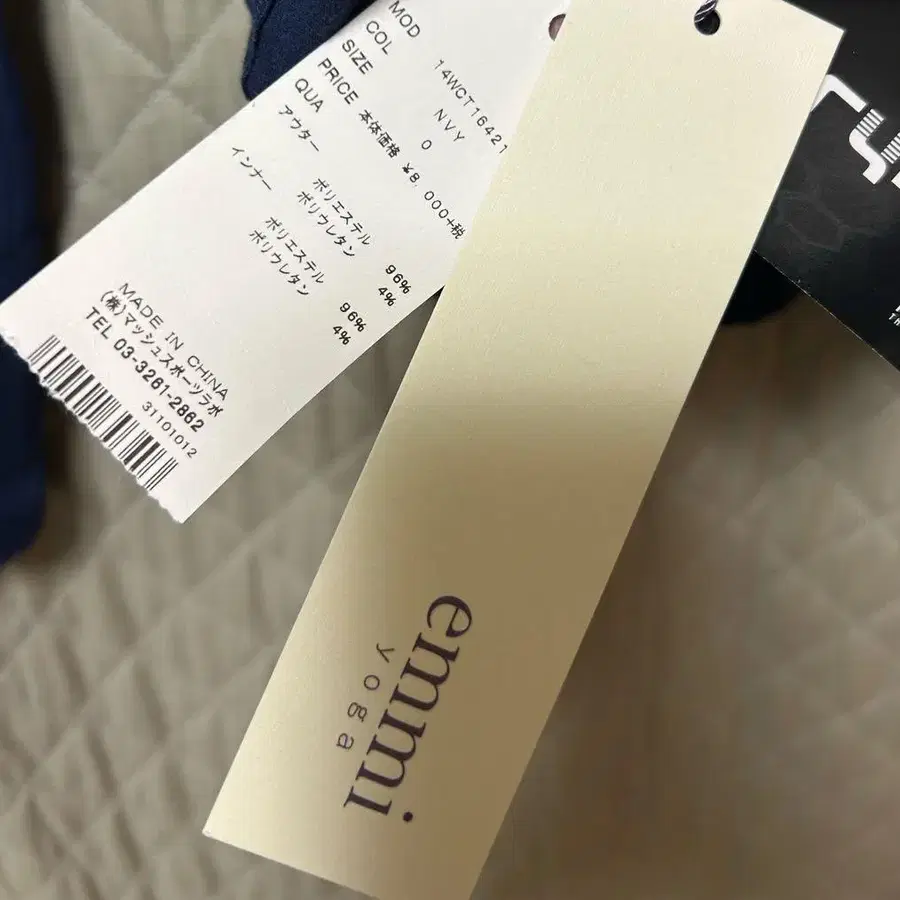 MOD 14WCT16421
COL NVY
SIZE 0
PRICE 本体価格 ¥8,000+税
QUA
アウター
ポリエステル 96%
ポリウレタン 4%
インナー
ポリエステル 96%
ポリウレタン 4%
MADE IN CHINA
(株)マッシュスポーツラボ
TEL 03-3261-2862
31101012
emmi
yoga